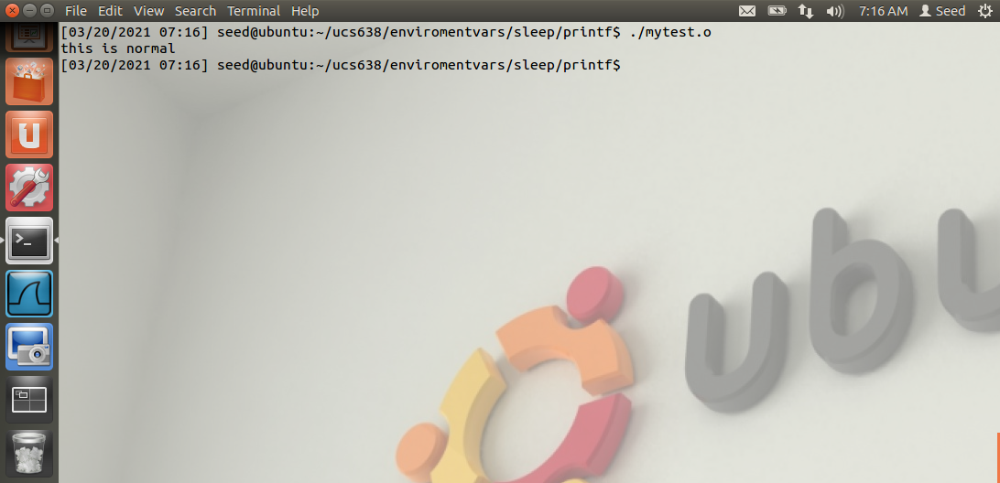 File Edit View Search Terminal Help 7:16 AM Seed
[03/20/2021 07:16] seed@ubuntu:~/ucs638/enviromentvars/sleep/printf$ ./mytest.o
this is normal
[03/20/2021 07:16] seed@ubuntu:~/ucs638/enviromentvars/sleep/printf$
ubu